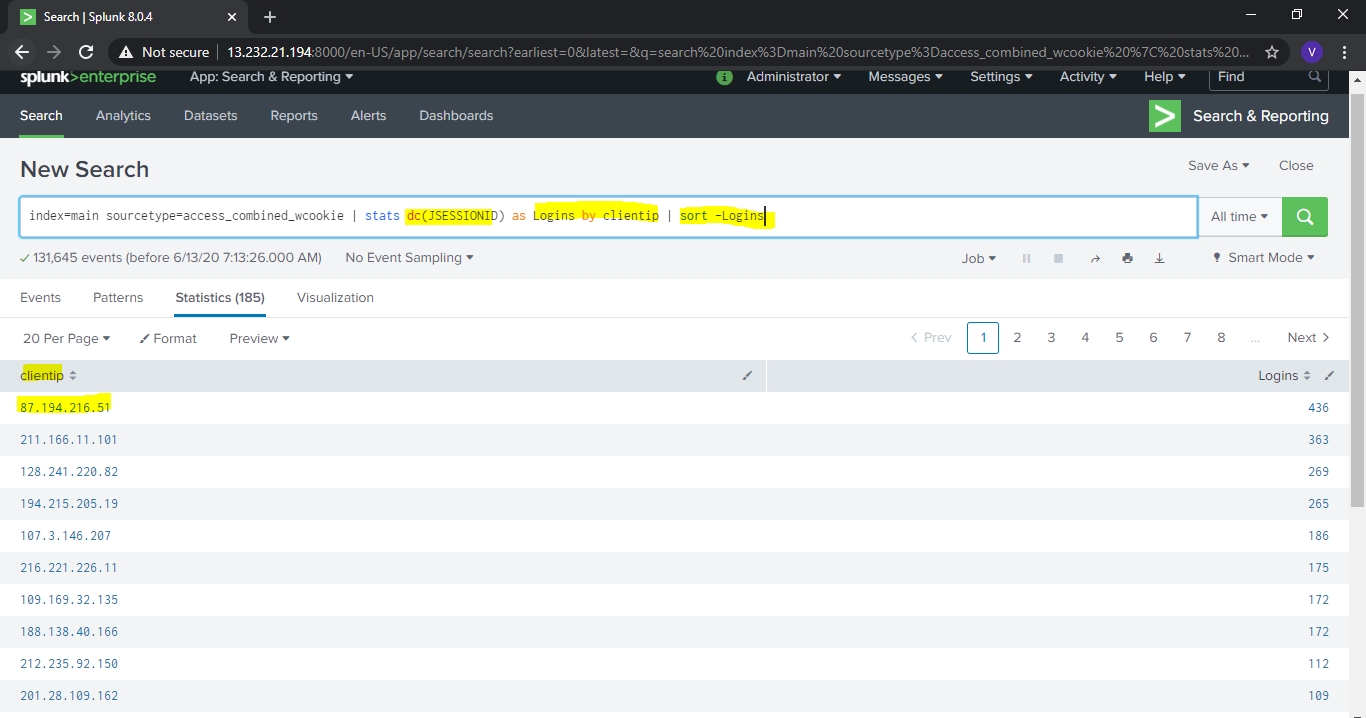 Search | Splunk 8.0.4
Not secure | 13.232.21.194:8000/en-US/app/search/search?earliest=0&latest=&q=search%20index%3Dmain%20sourcetype%3Daccess_combined_wcookie%20%7C%20stats%20...
V
splunk>enterprise App: Search & Reporting ▾ i Administrator ▾ Messages ▾ Settings ▾ Activity ▾ Help ▾ Find
Search Analytics Datasets Reports Alerts Dashboards > Search & Reporting
New Search Save As ▾ Close
index=main sourcetype=access_combined_wcookie | stats dc(JSESSIONID) as Logins by clientip | sort -Logins All time ▾
✓ 131,645 events (before 6/13/20 7:13:26.000 AM) No Event Sampling ▾ Job ▾ Smart Mode ▾
Events Patterns Statistics (185) Visualization
20 Per Page ▾ Format Preview ▾ < Prev 1 2 3 4 5 6 7 8 ... Next >
clientip Logins
87.194.216.51 436
211.166.11.101 363
128.241.220.82 269
194.215.205.19 265
107.3.146.207 186
216.221.226.11 175
109.169.32.135 172
188.138.40.166 172
212.235.92.150 112
201.28.109.162 109